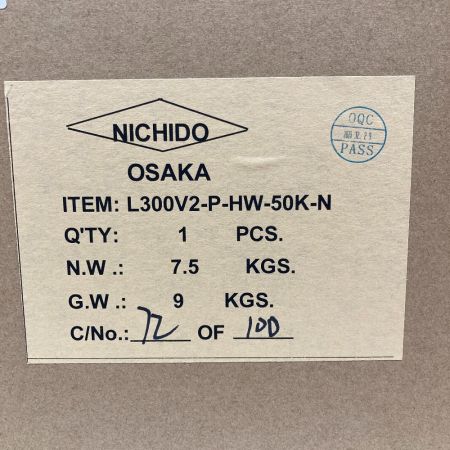 NICHIDO
OQC
PASS
OSAKA
ITEM: L300V2-P-HW-50K-N
Q'TY: 1 PCS.
N.W .: 7.5 KGS.
G.W .: 9 KGS.
C/No.: 72 OF 100